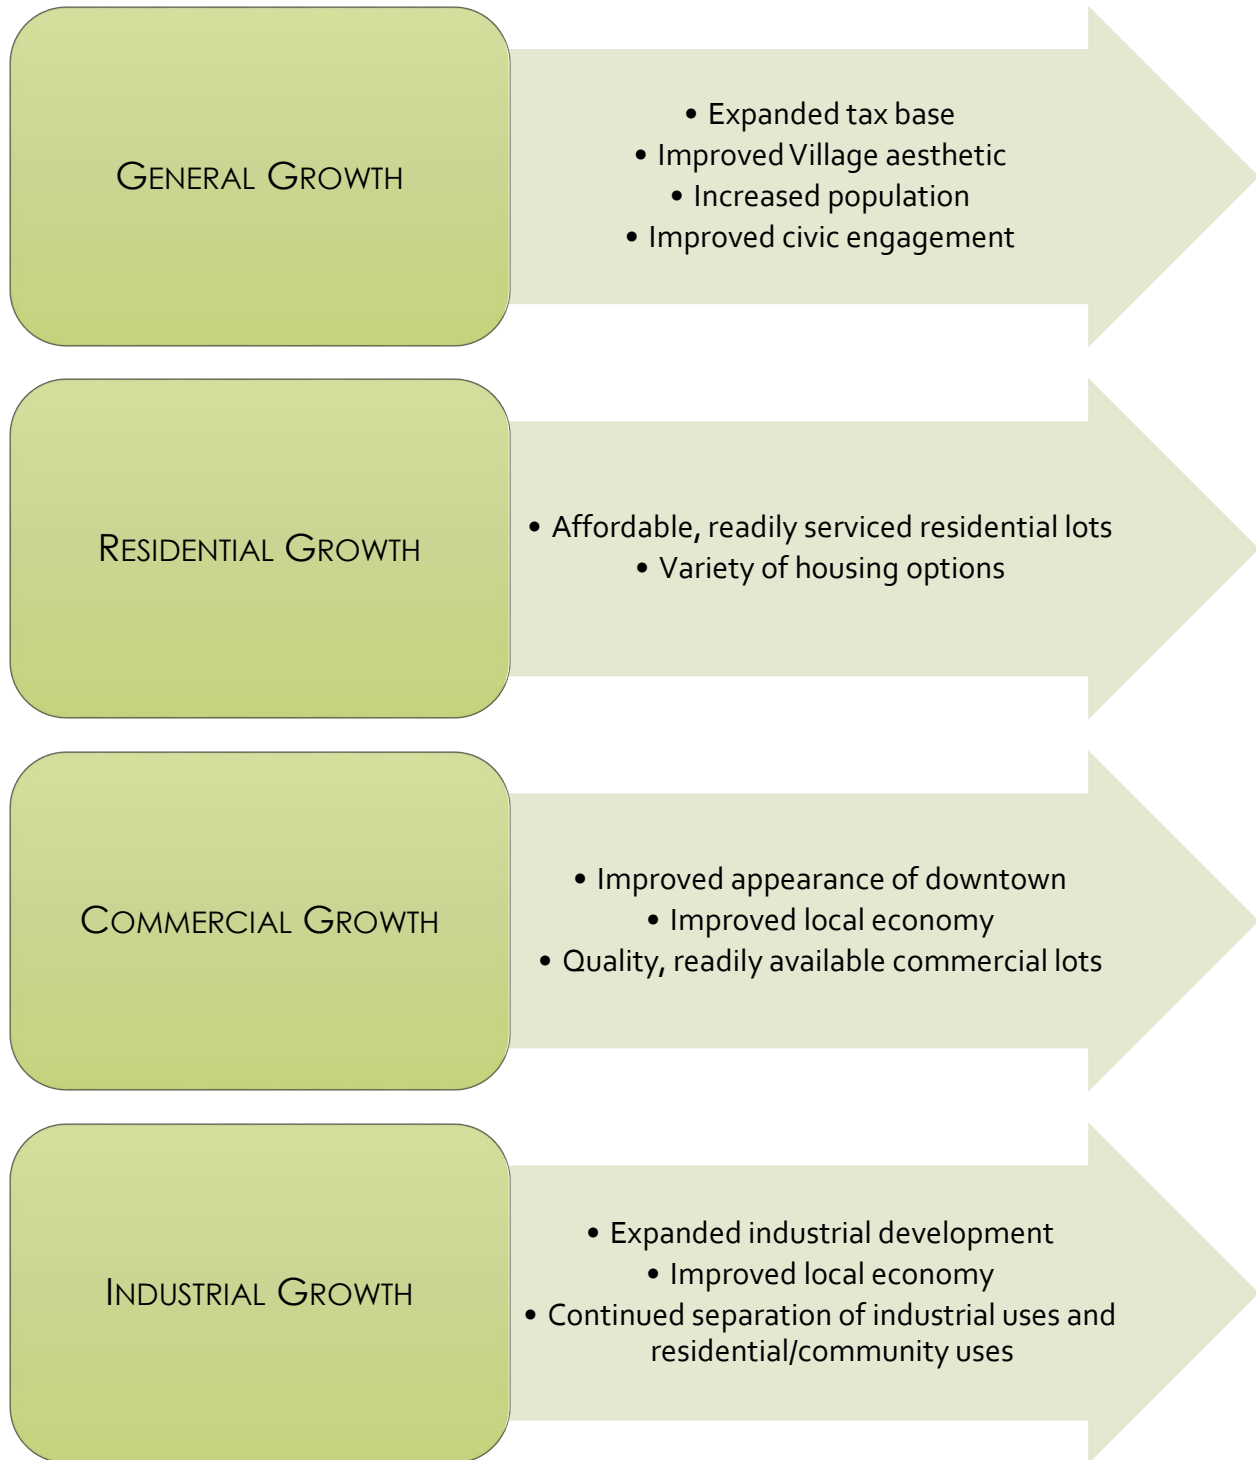 GENERAL GROWTH
• Expanded tax base
• Improved Village aesthetic
• Increased population
• Improved civic engagement
RESIDENTIAL GROWTH
• Affordable, readily serviced residential lots
• Variety of housing options
COMMERCIAL GROWTH
• Improved appearance of downtown
• Improved local economy
• Quality, readily available commercial lots
INDUSTRIAL GROWTH
• Expanded industrial development
• Improved local economy
• Continued separation of industrial uses and
residential/community uses